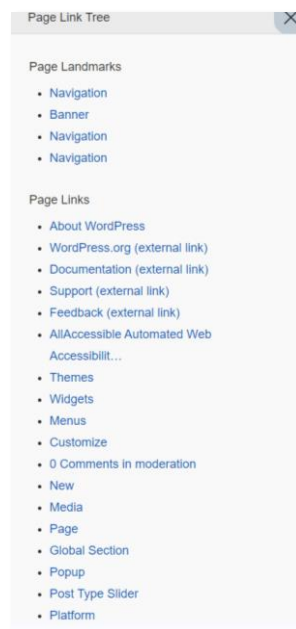 Page Link Tree
Page Landmarks
Navigation
Banner
Navigation
Navigation
Page Links
About WordPress
WordPress.org (external link)
Documentation (external link)
Support (external link)
Feedback (external link)
AllAccessible Automated Web
Accessibilit…
Themes
Widgets
Menus
Customize
0 Comments in moderation
New
Media
Page
Global Section
Popup
Post Type Slider
Platform